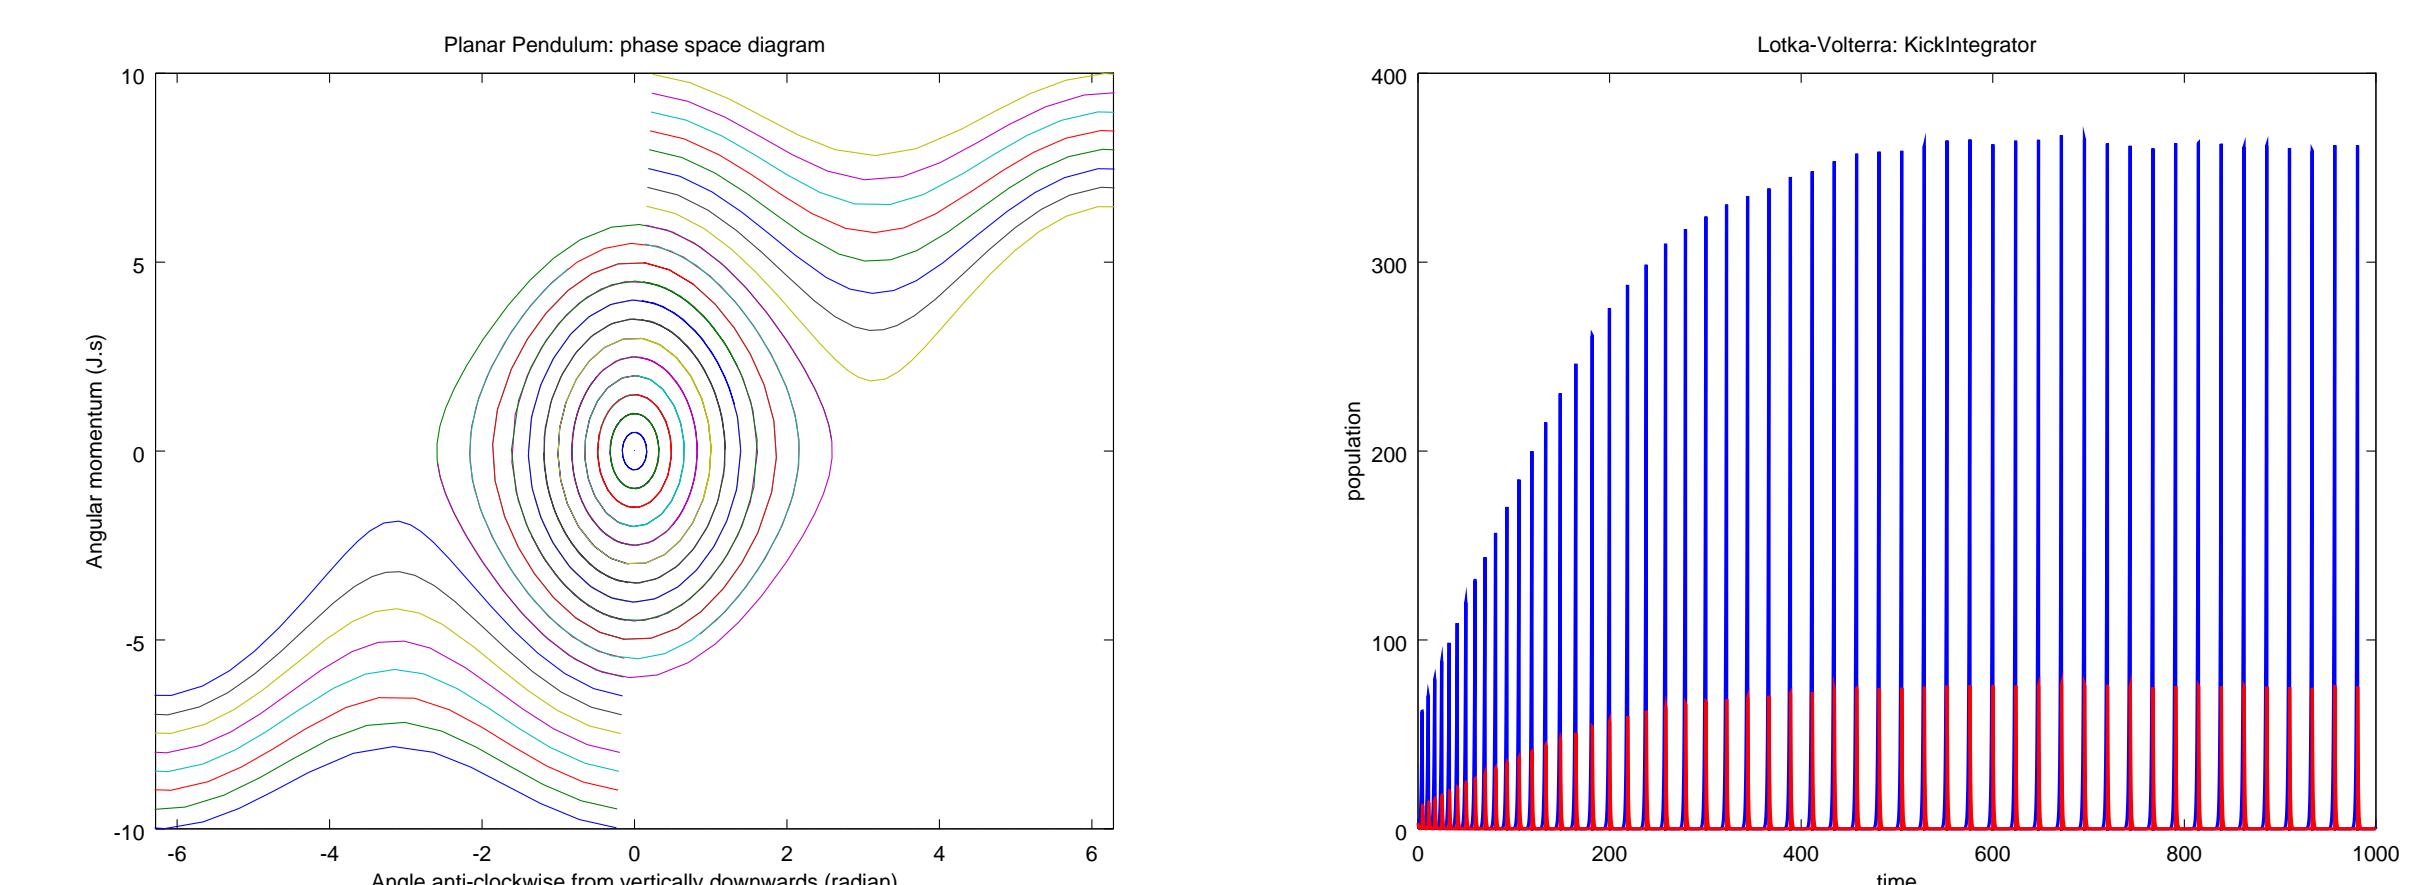 Planar Pendulum: phase space diagram
10
5
0
-5
-10
Angular momentum (J.s)
-6 -4 -2 0 2 4 6
Angle anti-clockwise from vertically downwards (radian)
Lotka-Volterra: KickIntegrator
400
300
200
100
0
population
0 200 400 600 800 1000
time